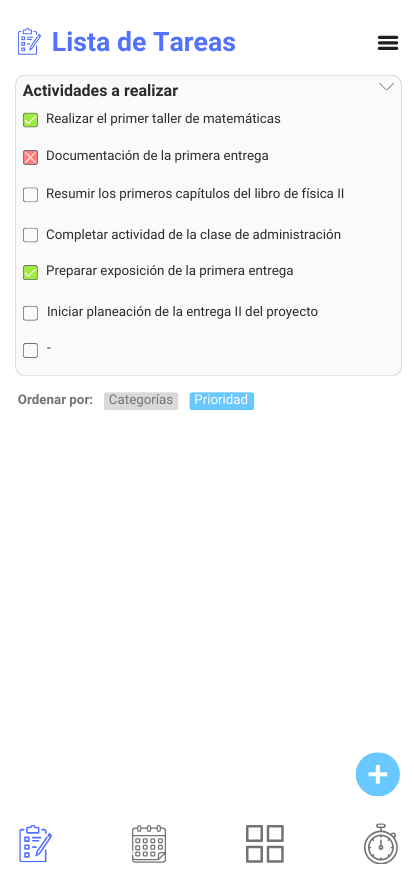 Lista de Tareas
Actividades a realizar
Realizar el primer taller de matemáticas
Documentación de la primera entrega
Resumir los primeros capítulos del libro de física II
Completar actividad de la clase de administración
Preparar exposición de la primera entrega
Iniciar planeación de la entrega II del proyecto
-
Ordenar por: Categorías Prioridad